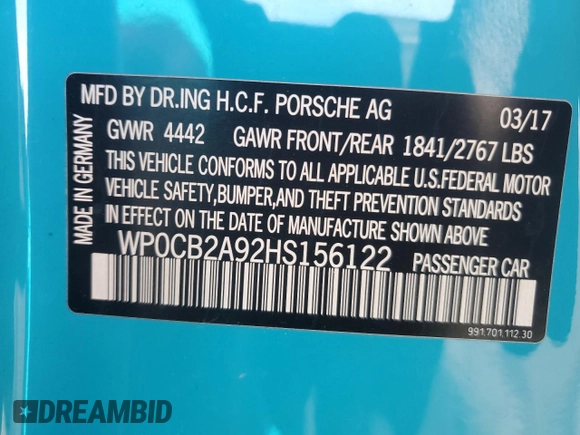 MFD BY DR.ING H.C.F. PORSCHE AG 03/17
GVWR 4442 GAWR FRONT/REAR 1841/2767 LBS
THIS VEHICLE CONFORMS TO ALL APPLICABLE U.S.FEDERAL MOTOR
VEHICLE SAFETY,BUMPER,AND THEFT PREVENTION STANDARDS
IN EFFECT ON THE DATE OF MANUFACTURE SHOWN ABOVE.
WP0CB2A92HS156122 PASSENGER CAR
MADE IN GERMANY
991.701.112.30
DREAMBID